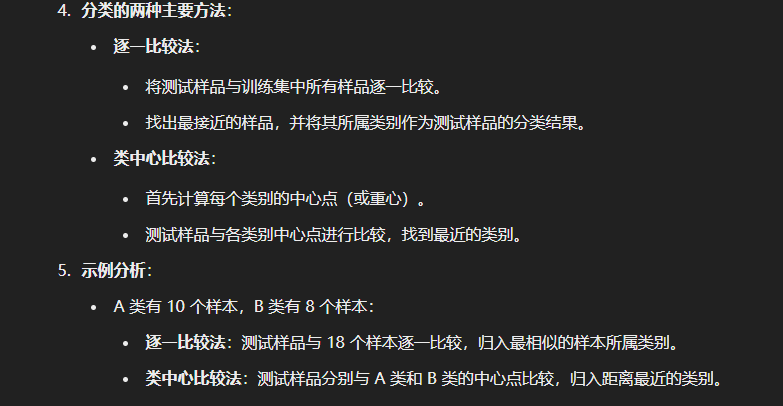 4. 分类的两种主要方法：
• 逐一比较法：
• 将测试样品与训练集中所有样品逐一比较。
• 找出最接近的样品，并将其所属类别作为测试样品的分类结果。
• 类中心比较法：
• 首先计算每个类别的中心点（或重心）。
• 测试样品与各类别中心点进行比较，找到最近的类别。
5. 示例分析：
• A 类有 10 个样本，B 类有 8 个样本：
• 逐一比较法：测试样品与 18 个样本逐一比较，归入最相似的样本所属类别。
• 类中心比较法：测试样品分别与 A 类和 B 类的中心点比较，归入距离最近的类别。